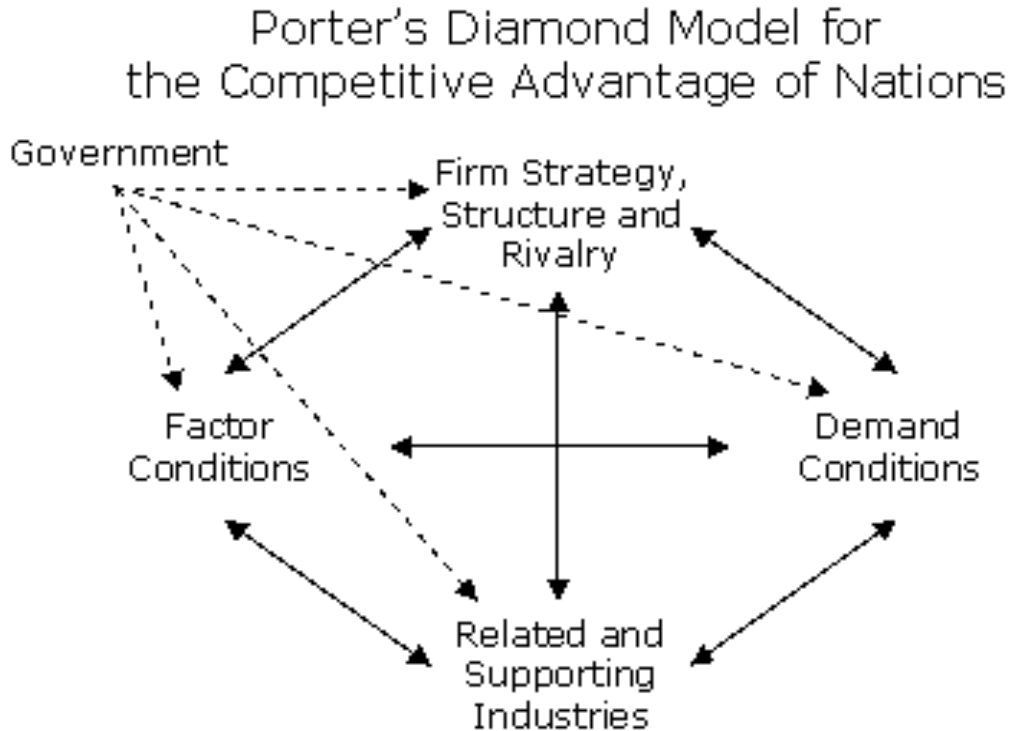 Porter's Diamond Model for
the Competitive Advantage of Nations
Government
Firm Strategy,
Structure and
Rivalry
Factor
Conditions
Demand
Conditions
Related and
Supporting
Industries